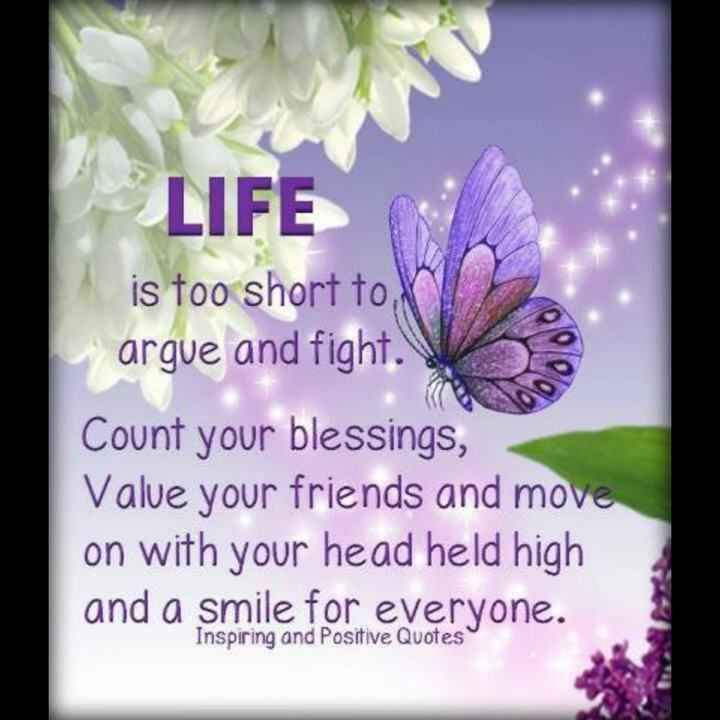 LIFE
is too short to
argue and fight.
Count your blessings,
Value your friends and move
on with your head held high
and a smile for everyone.
Inspiring and Positive Quotes